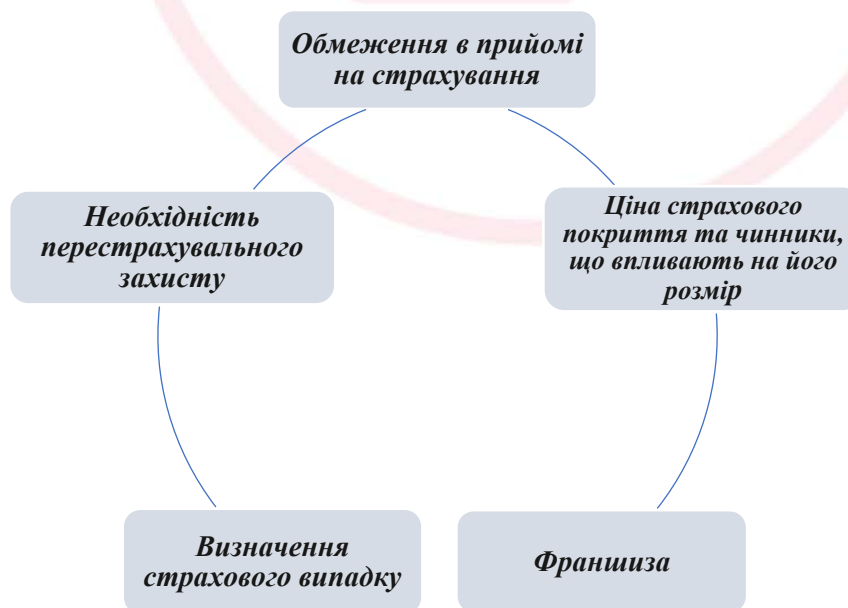 Обмеження в прийомі
на страхування
Необхідність
перестрахувального
захисту
Ціна страхового
покриття та чинники,
що впливають на його
розмір
Визначення
страхового випадку
Франшиза